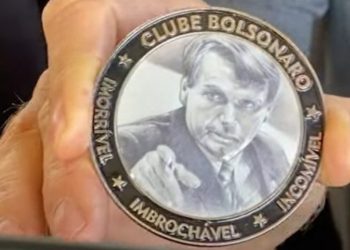 CLUBE BOLSONARO
IMORRÍVEL
IMBROCHÁVEL
INCOMÍVEL